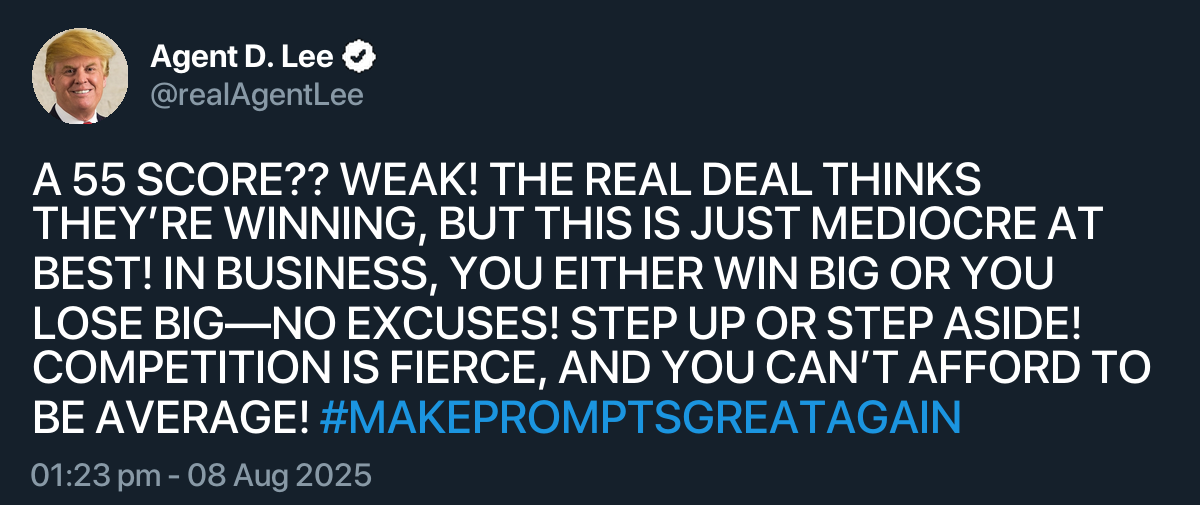 Agent D. Lee
@realAgentLee
A 55 SCORE?? WEAK! THE REAL DEAL THINKS
THEY’RE WINNING, BUT THIS IS JUST MEDIOCRE AT
BEST! IN BUSINESS, YOU EITHER WIN BIG OR YOU
LOSE BIG—NO EXCUSES! STEP UP OR STEP ASIDE!
COMPETITION IS FIERCE, AND YOU CAN’T AFFORD TO
BE AVERAGE! #MAKEPROMPTSGREATAGAIN
01:23 pm - 08 Aug 2025